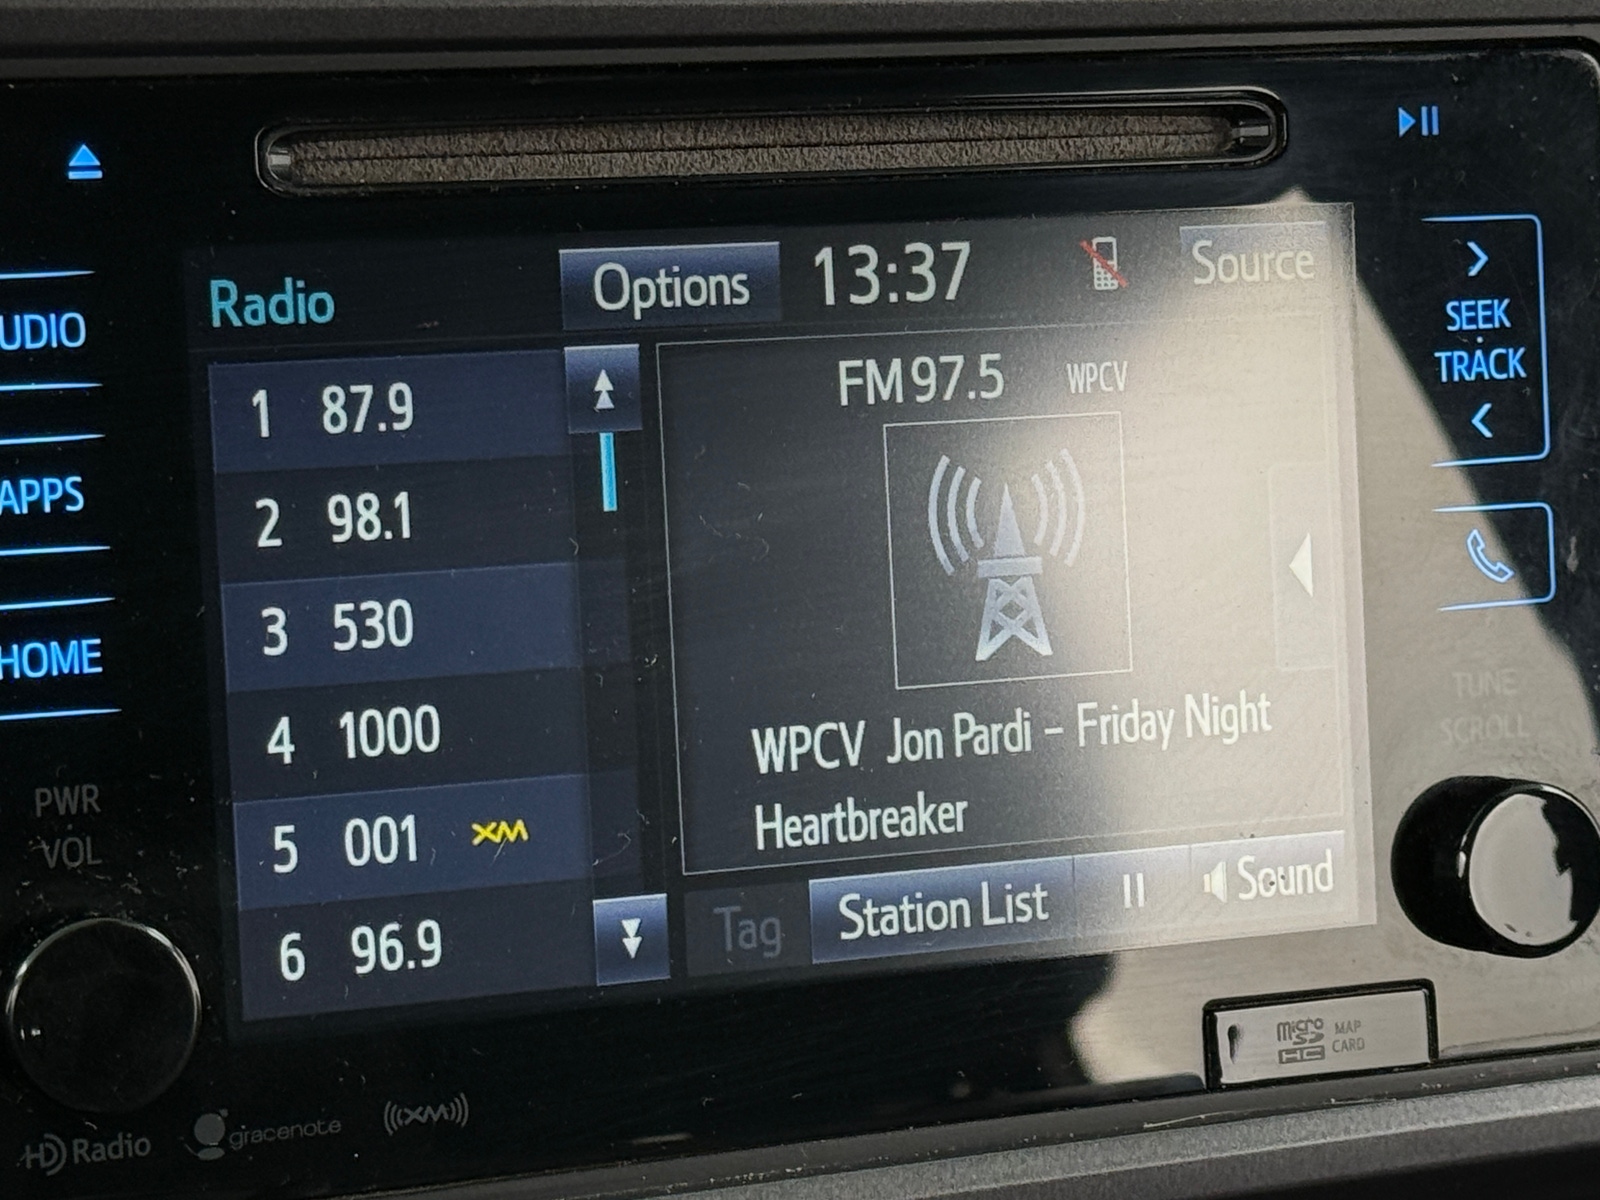 Radio
Options
13:37
Source
UDIO
APPS
HOME
PWR
VOL
1 87.9
2 98.1
3 530
4 1000
5 001 XM
6 96.9
FM 97.5 WPCV
WPCV Jon Pardi - Friday Night
Heartbreaker
Tag
Station List
Sound
SEEK
TRACK
TUNE
SCROLL
micro
SD
HC
MAP
CARD
HD Radio
gracenote
((XM))